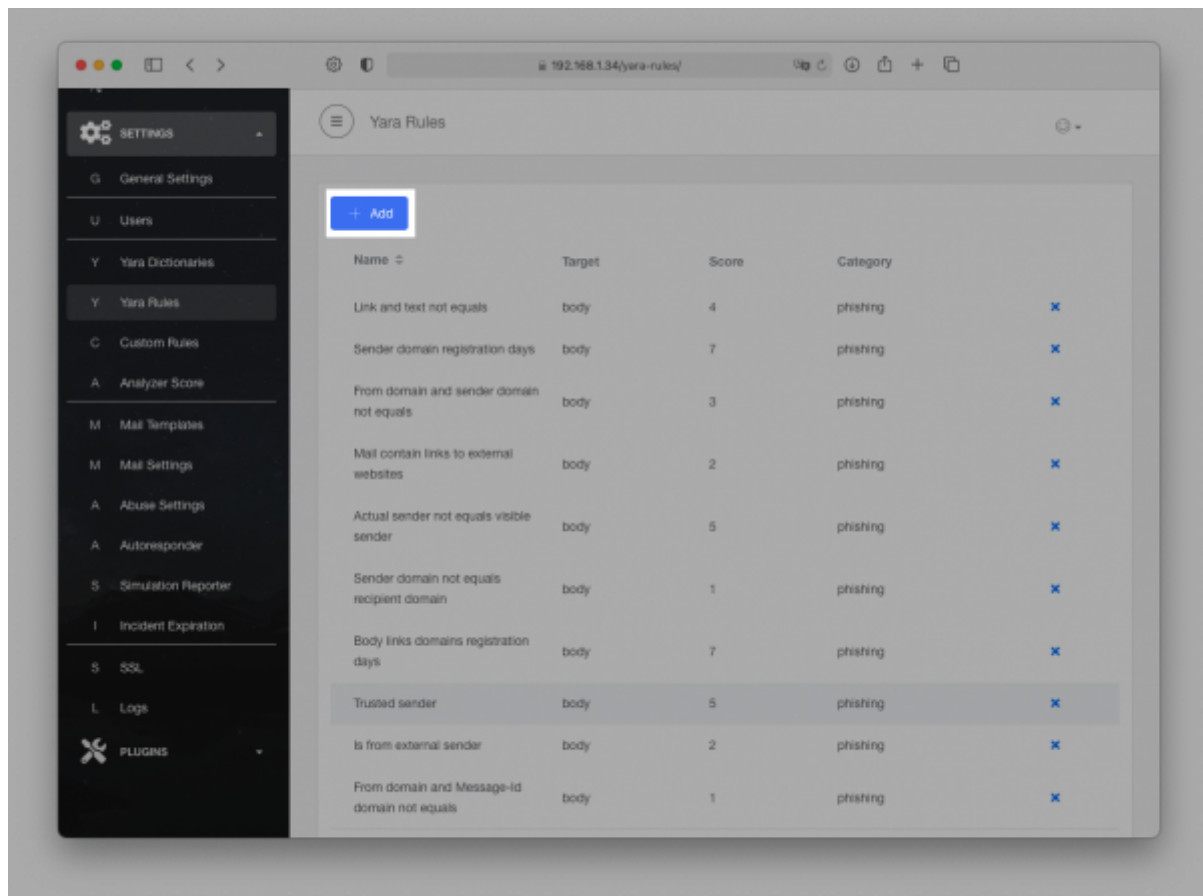 192.168.1.34/yara-rules/
SETTINGS
Yara Rules
G General Settings
+ Add
U Users
Y Yara Dictionaries
Y Yara Rules
C Custom Rules
A Analyzer Score
M Mail Templates
M Mail Settings
A Abuse Settings
A Autoresponder
S Simulation Reporter
I Incident Expiration
S SSL
L Logs
PLUGINS
Name Target Score Category
Link and text not equals body 4 phishing
Sender domain registration days body 7 phishing
From domain and sender domain
not equals body 3 phishing
Mail contain links to external
websites body 2 phishing
Actual sender not equals visible
sender body 5 phishing
Sender domain not equals
recipient domain body 1 phishing
Body links domains registration
days body 7 phishing
Trusted sender body 5 phishing
Is from external sender body 2 phishing
From domain and Message-Id
domain not equals body 1 phishing